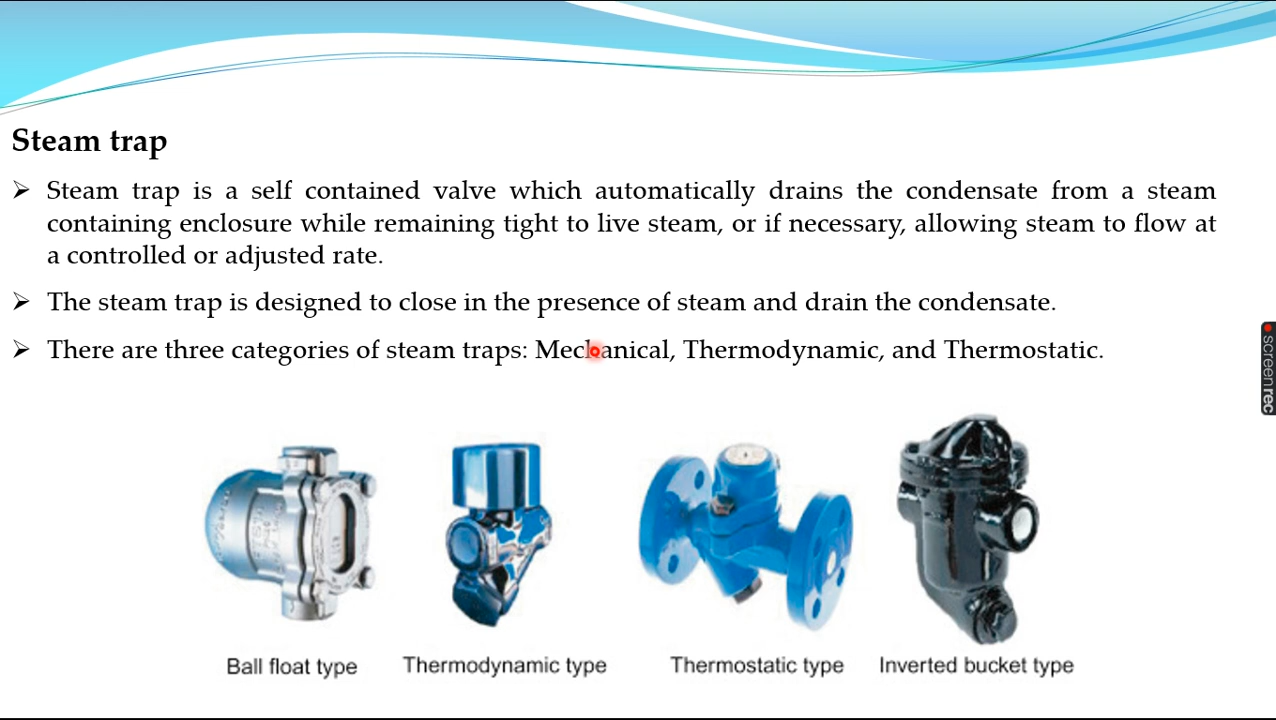 Steam trap
➢ Steam trap is a self contained valve which automatically drains the condensate from a steam
containing enclosure while remaining tight to live steam, or if necessary, allowing steam to flow at
a controlled or adjusted rate.
➢ The steam trap is designed to close in the presence of steam and drain the condensate.
➢ There are three categories of steam traps: Mechanical, Thermodynamic, and Thermostatic.
screenrec
Ball float type
Thermodynamic type
Thermostatic type
Inverted bucket type